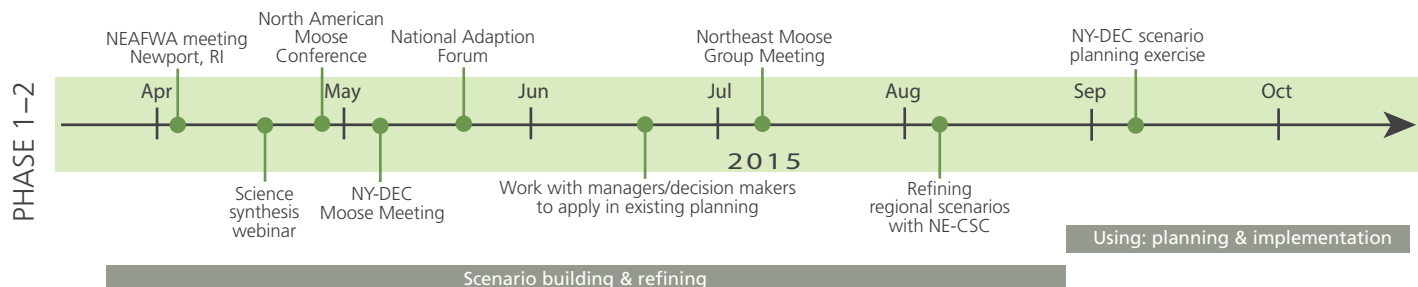 PHASE 1–2
NEAFWA meeting
Newport, RI
North American
Moose
Conference
National Adaption
Forum
Northeast Moose
Group Meeting
NY-DEC scenario
planning exercise
Apr
May
Jun
Jul
Aug
Sep
Oct
2015
Science
synthesis
webinar
NY-DEC
Moose Meeting
Work with managers/decision makers
to apply in existing planning
Refining
regional scenarios
with NE-CSC
Using: planning & implementation
Scenario building & refining